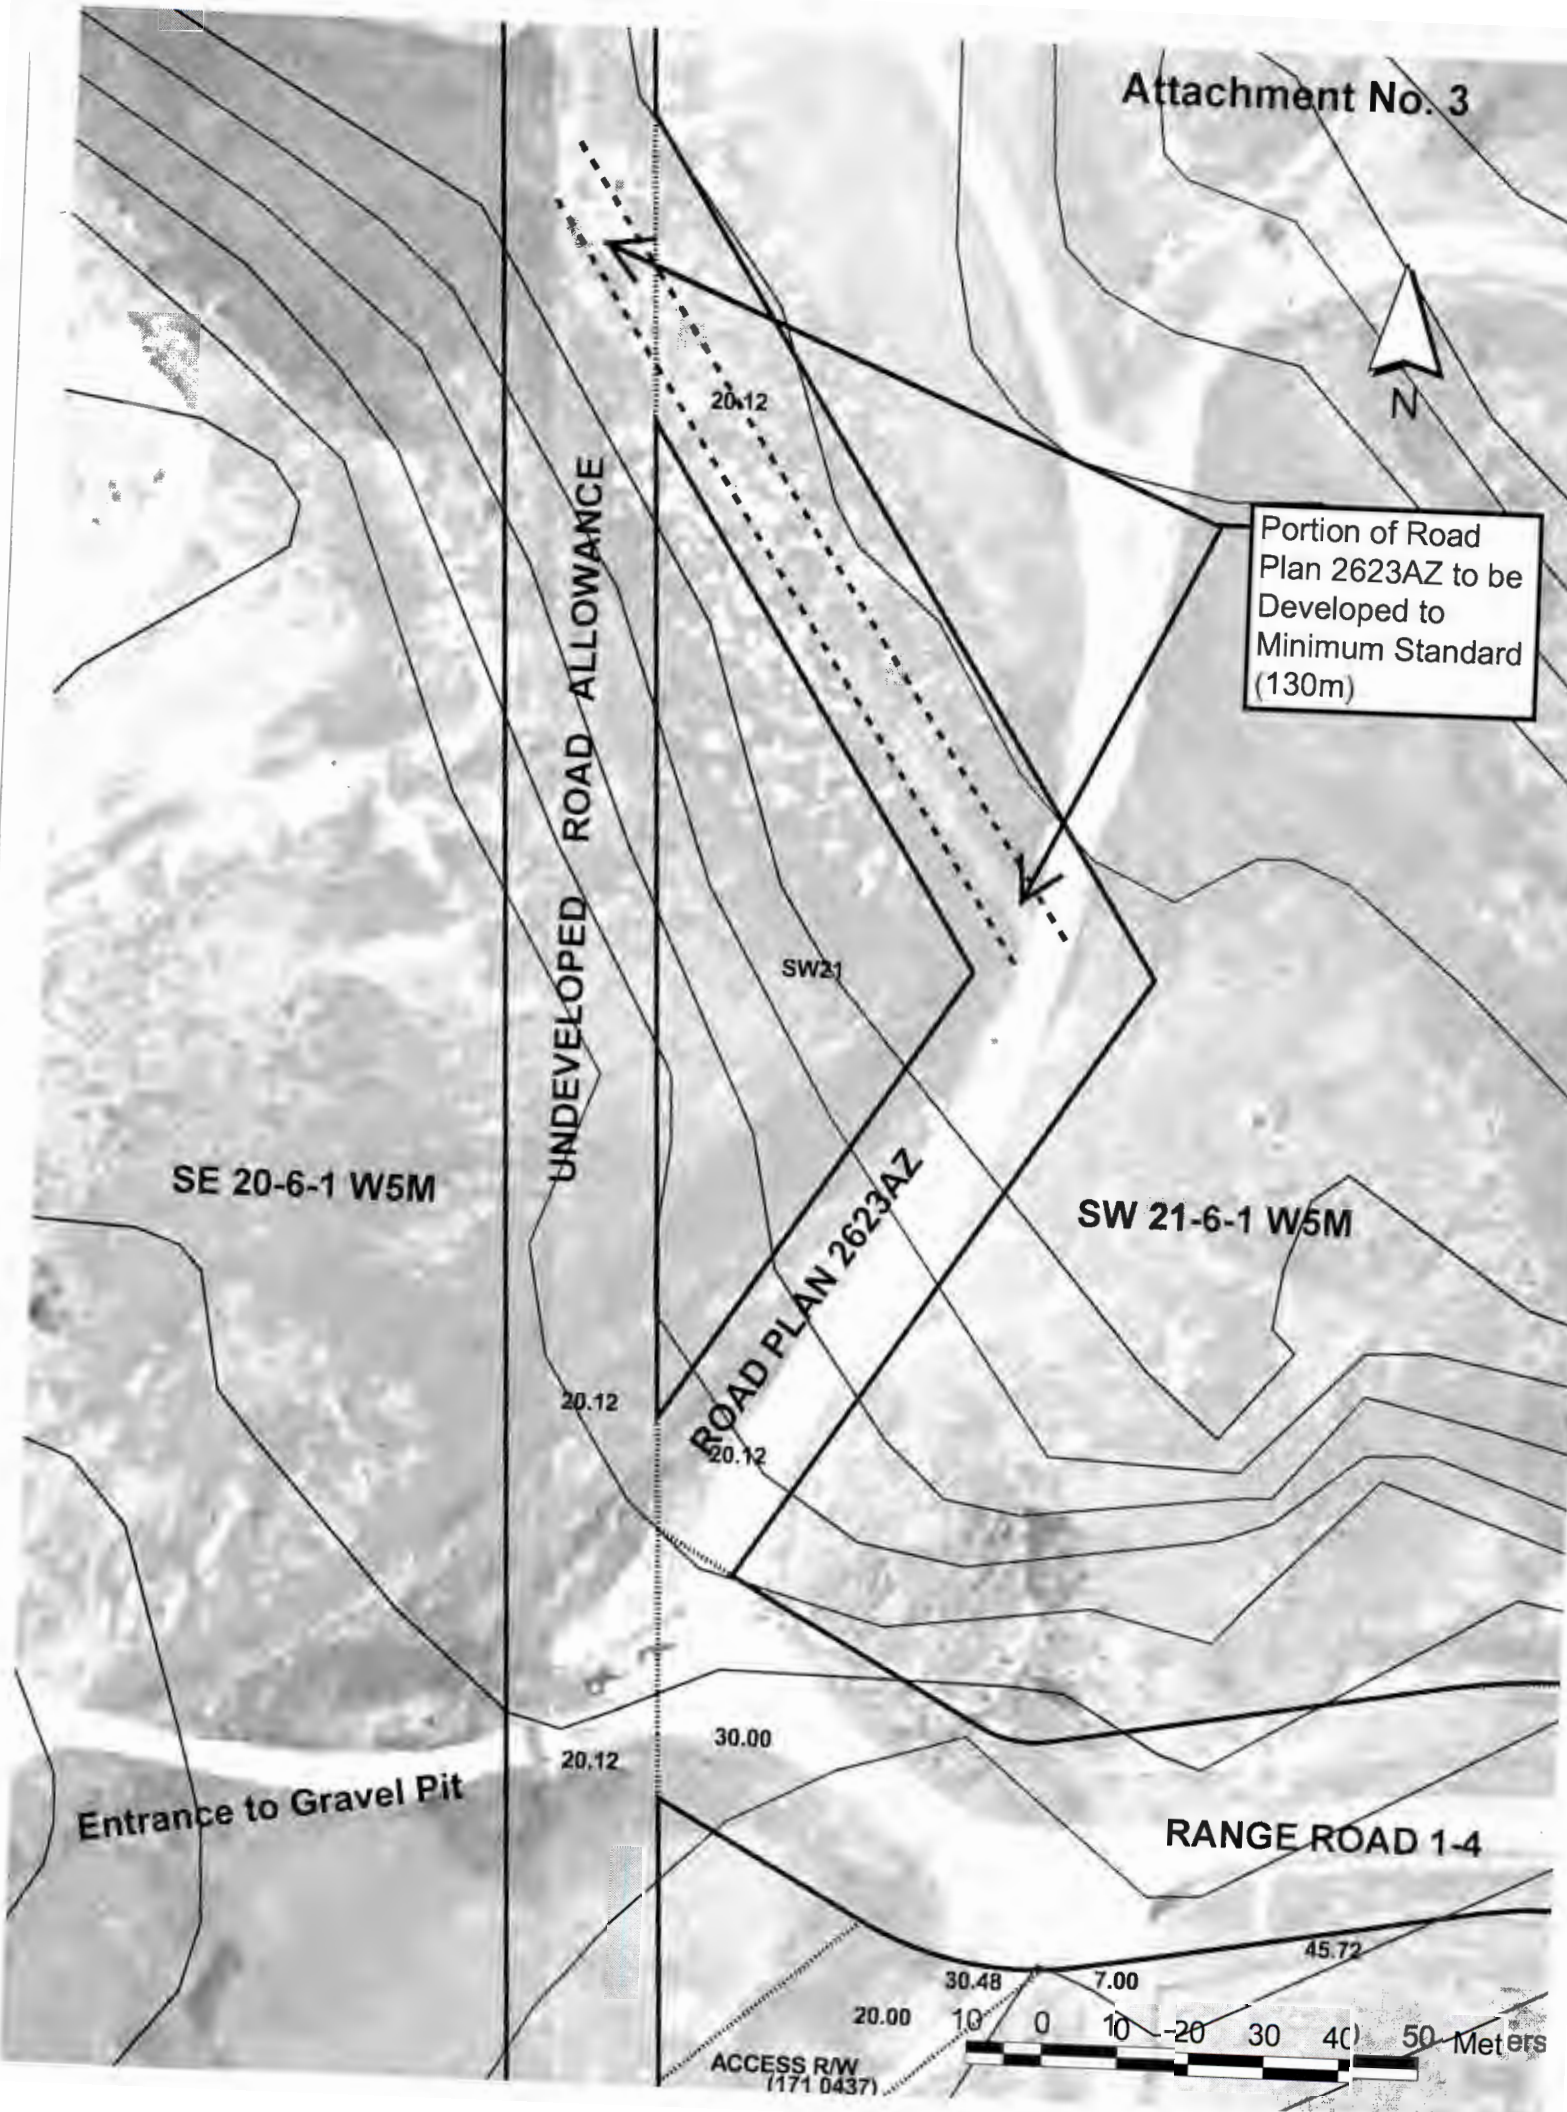 Attachment No. 3
N
20.12
Portion of Road
Plan 2623AZ to be
Developed to
Minimum Standard
(130m)
UNDEVELOPED ROAD ALLOWANCE
SW21
SE 20-6-1 W5M
SW 21-6-1 W5M
ROAD PLAN 2623AZ
20.12
20.12
30.00
20.12
Entrance to Gravel Pit
RANGE ROAD 1-4
45.72
30.48
7.00
20.00
10 0 10 20 30 40 50 Meters
ACCESS R/W
(171 0437)